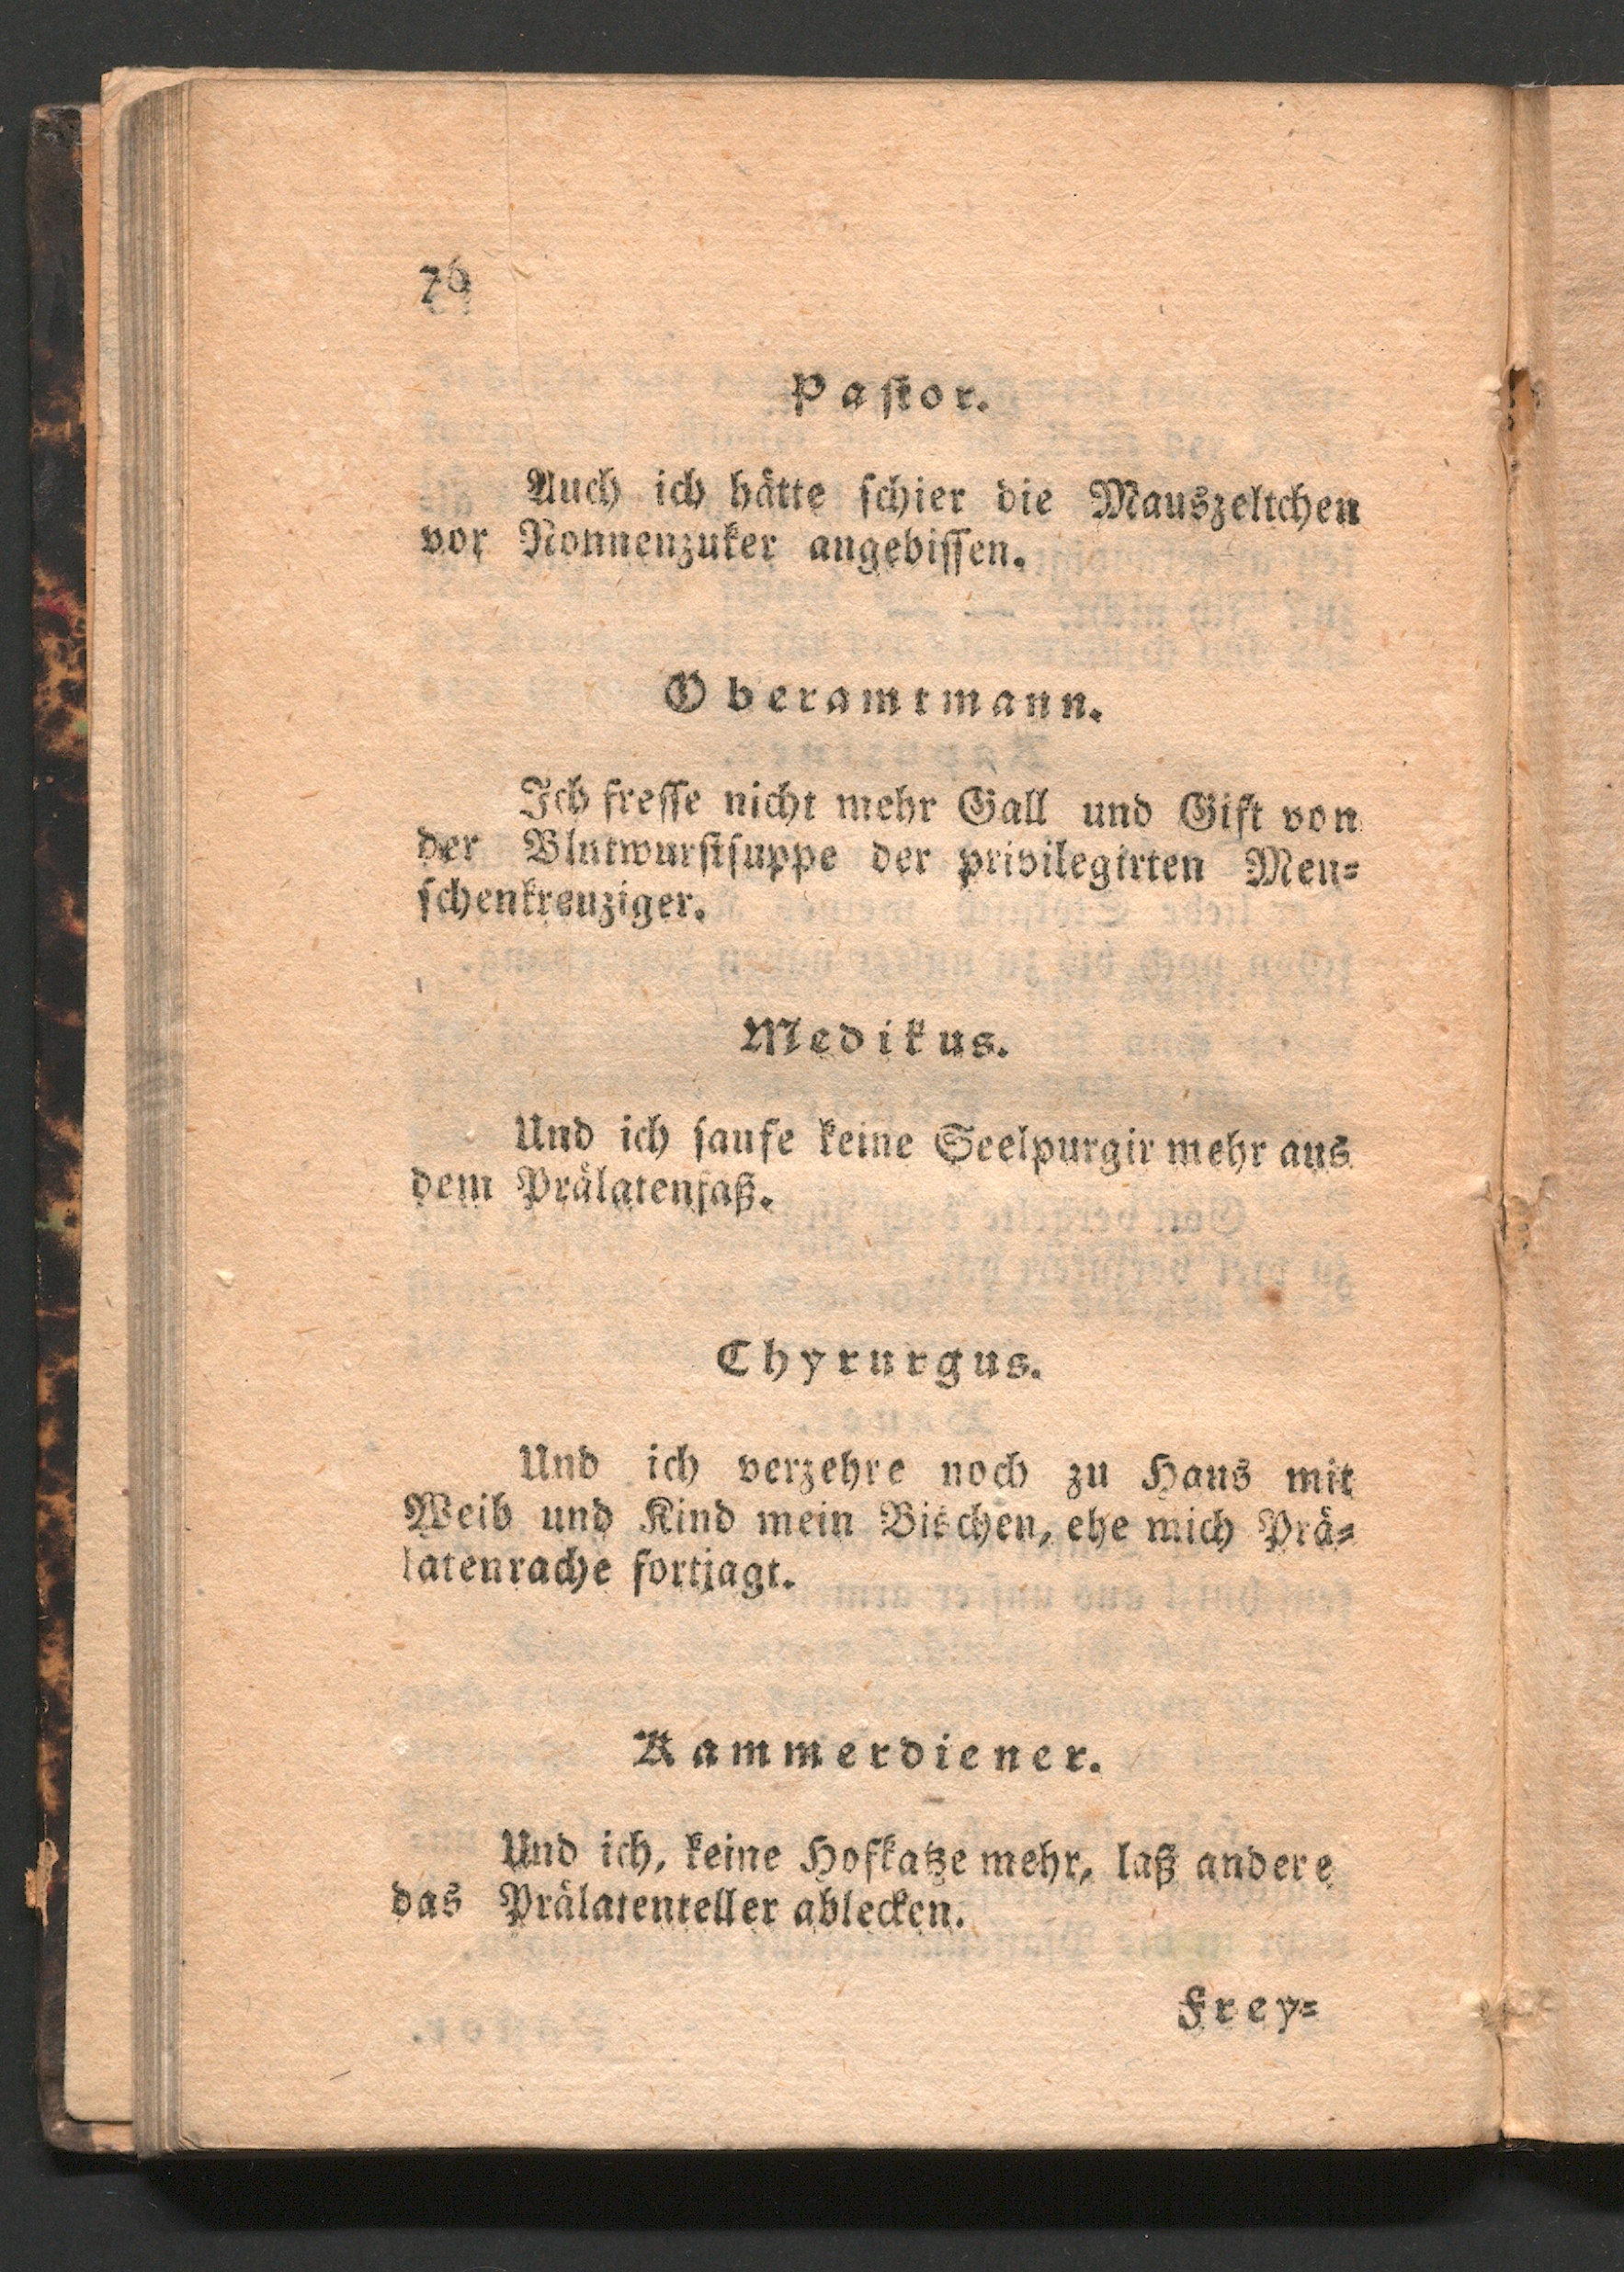 76
Pastor.
Auch ich hätte schier die Mauszeltchen
vor Nonnenzuker angebissen.
Oberamtmann.
Ich fresse nicht mehr Gall und Gift von
der Blutwurstsuppe der privilegirten Men-
schenkreuziger.
Medikus.
Und ich saufe keine Seelpurgir mehr aus
dem Prälatenfaß.
Chyrurgus.
Und ich verzehre noch zu Haus mit
Weib und Kind mein Bischen, ehe mich Prä-
latenrache fortjagt.
Kammerdiener.
Und ich, keine Hofkatze mehr, laß andere
das Prälatenteller ablecken.
Frey-